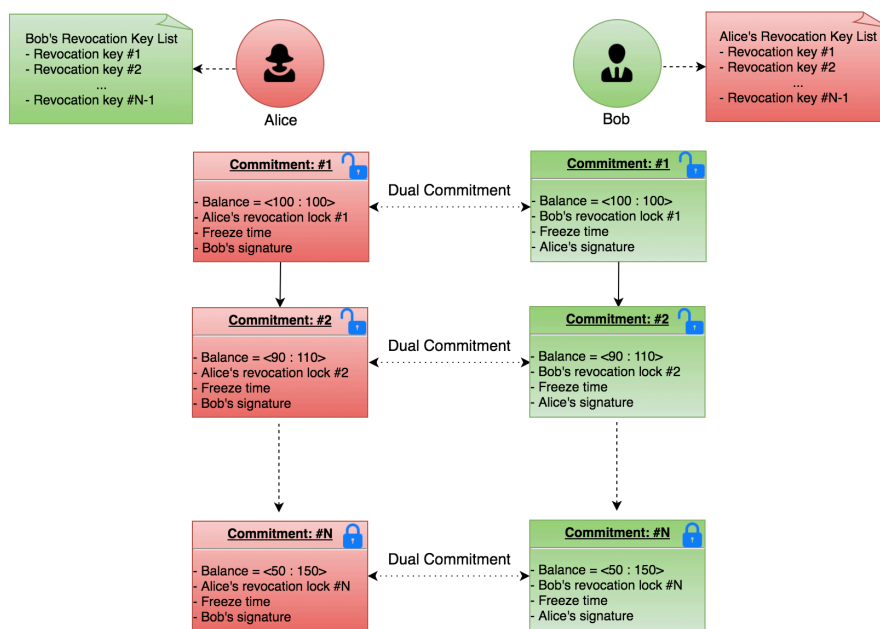 Bob's Revocation Key List
- Revocation key #1
- Revocation key #2
...
- Revocation key #N-1
Alice
Bob
Alice's Revocation Key List
- Revocation key #1
- Revocation key #2
...
- Revocation key #N-1
Commitment: #1
- Balance = <100 : 100>
- Alice's revocation lock #1
- Freeze time
- Bob's signature
Dual Commitment
Commitment: #1
- Balance = <100 : 100>
- Bob's revocation lock #1
- Freeze time
- Alice's signature
Commitment: #2
- Balance = <90 : 110>
- Alice's revocation lock #2
- Freeze time
- Bob's signature
Dual Commitment
Commitment: #2
- Balance = <90 : 110>
- Bob's revocation lock #2
- Freeze time
- Alice's signature
Commitment: #N
- Balance = <50 : 150>
- Alice's revocation lock #N
- Freeze time
- Bob's signature
Dual Commitment
Commitment: #N
- Balance = <50 : 150>
- Bob's revocation lock #N
- Freeze time
- Alice's signature